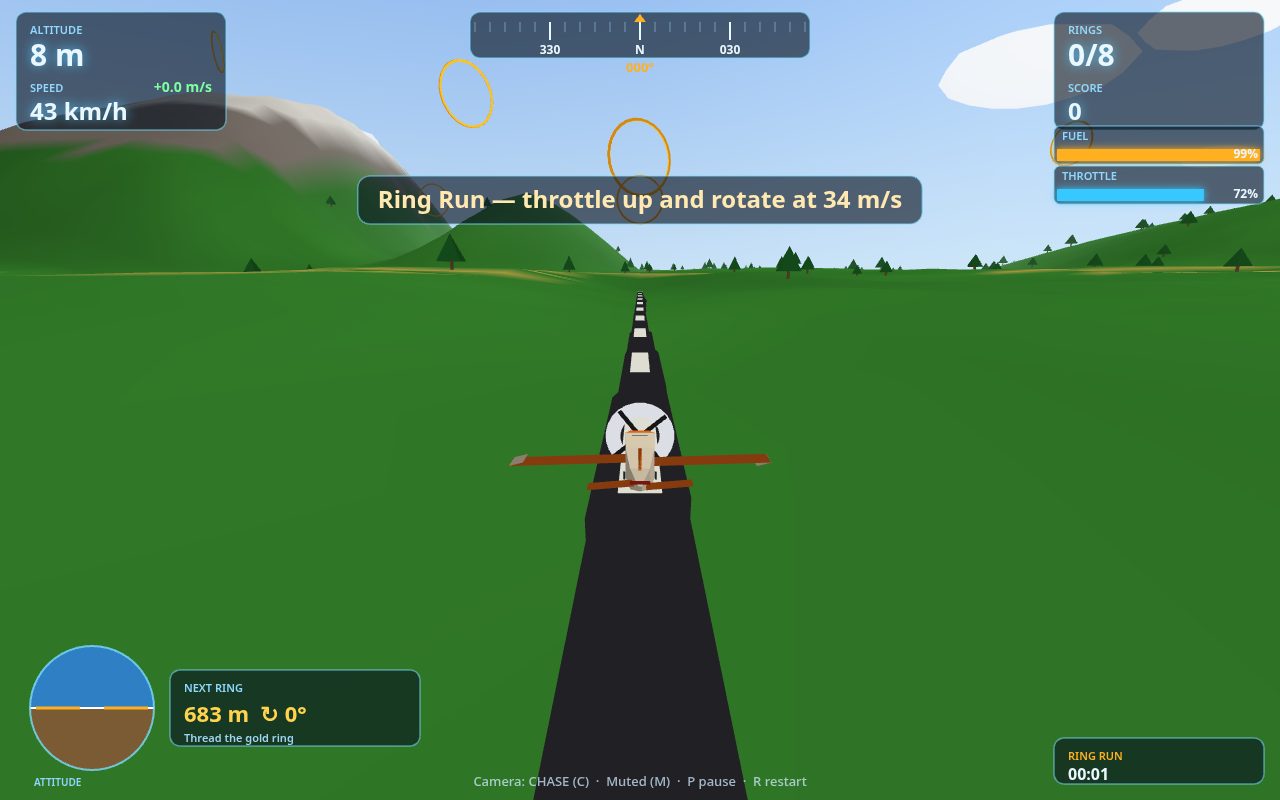 ALTITUDE
8 m
SPEED
+0.0 m/s
43 km/h
330
N
030
000°
RINGS
0/8
SCORE
0
FUEL
99%
THROTTLE
72%
Ring Run — throttle up and rotate at 34 m/s
ATTITUDE
NEXT RING
683 m ↻ 0°
Thread the gold ring
Camera: CHASE (C) · Muted (M) · P pause · R restart
RING RUN
00:01